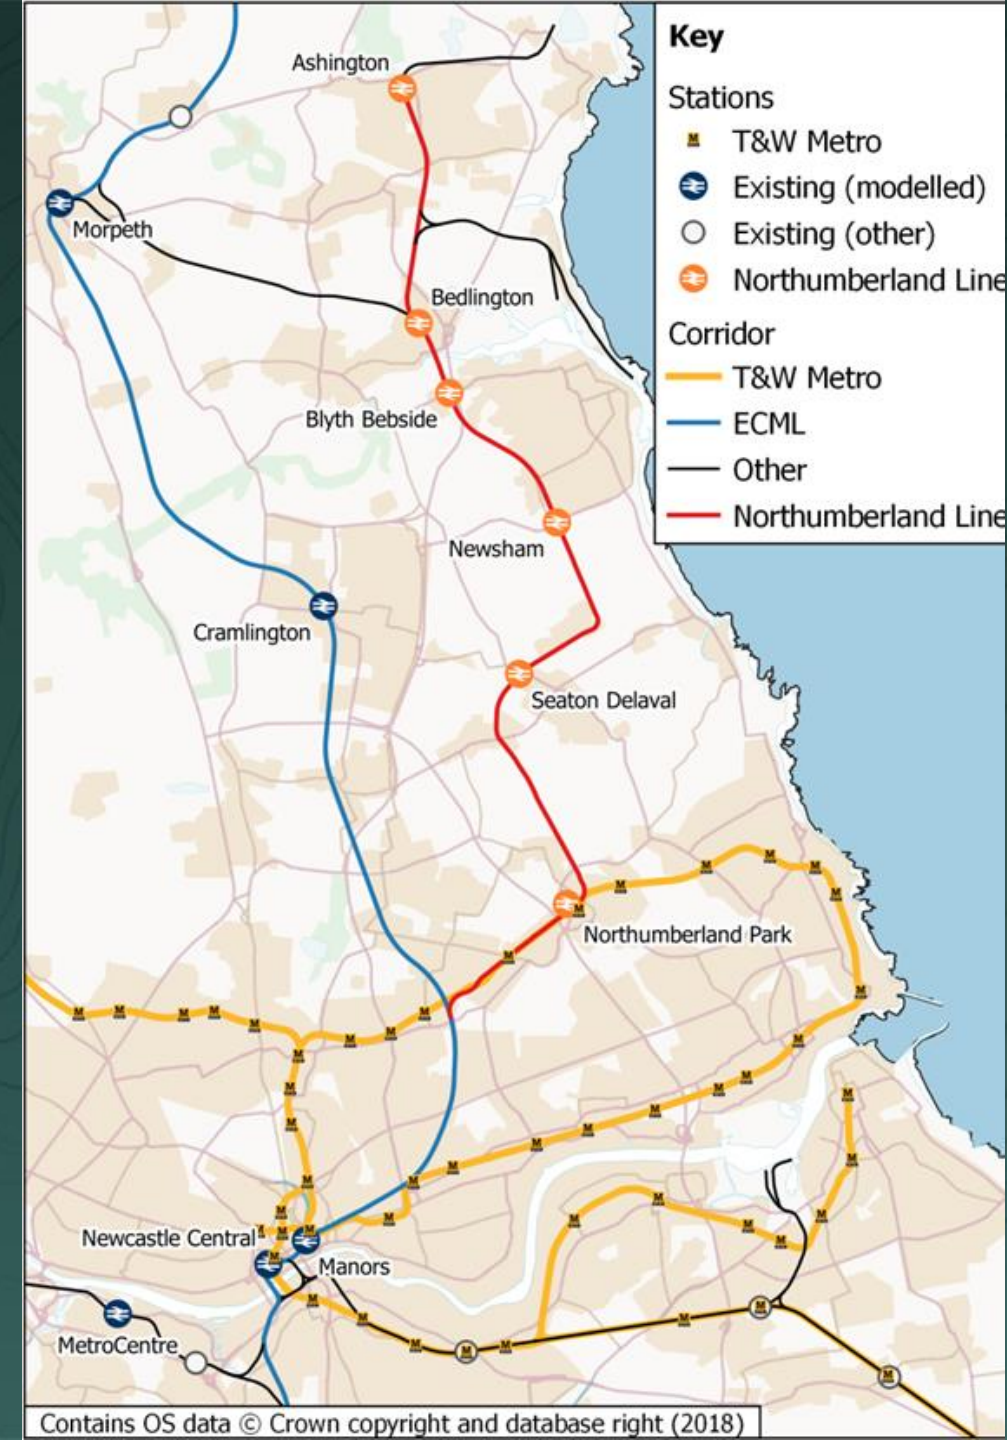 Key
Stations
T&W Metro
Existing (modelled)
Existing (other)
Northumberland Line
Corridor
T&W Metro
ECML
Other
Northumberland Line
Ashington
Morpeth
Bedlington
Blyth Bebside
Newsham
Cramlington
Seaton Delaval
Northumberland Park
Newcastle Central
Manors
MetroCentre
Contains OS data © Crown copyright and database right (2018)